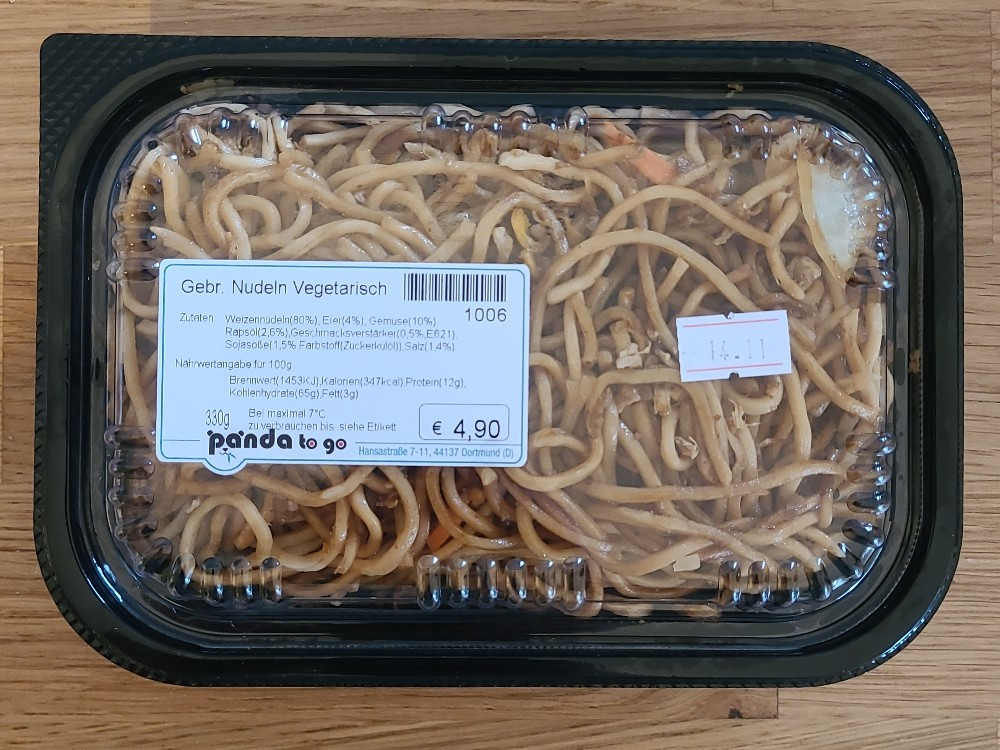 Gebr. Nudeln Vegetarisch
1006
Zutaten Weizennudeln(80%), Eier(4%), Gemüse(10%)
Rapsöl(2,6%),Geschmacksverstärker(0,5%,E621),
Sojasoße(1,5% Farbstoff(Zuckerkulöl)),Salz(1,4%)
Nährwertangabe für 100g
Brennwert(1453KJ),Kalorien(347kcal),Protein(12g),
Kohlenhydrate(65g),Fett(3g)
330g Bei maximal 7°C
zu verbrauchen bis siehe Etikett
€ 4,90
panda to go
Hansastraße 7-11, 44137 Dortmund (D)
14.11